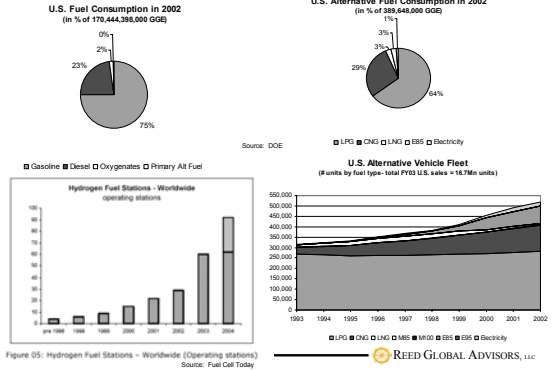 U.S. Fuel Consumption in 2002
(in % of 170,444,398,000 GGE)
0%
2%
23%
75%
Gasoline Diesel Oxygenates Primary Alt Fuel
U.S. Alternative Fuel Consumption in 2002
(in % of 389,648,000 GGE)
1%
3%
3%
29%
64%
LPG CNG LNG E85 Electricity
Source: DOE
Hydrogen Fuel Stations - Worldwide
operating stations
100
90
80
70
60
50
40
30
20
10
0
pre 1998 1998 1999 2000 2001 2002 2003 2004
Figure 05: Hydrogen Fuel Stations – Worldwide (Operating stations)
Source: Fuel Cell Today
U.S. Alternative Vehicle Fleet
(# units by fuel type- total FY03 U.S. sales = 16.7Mn units)
550,000
500,000
450,000
400,000
350,000
300,000
250,000
200,000
150,000
100,000
50,000
0
1993 1994 1995 1996 1997 1998 1999 2000 2001 2002
LPG CNG LNG M85 M100 E85 E95 Electricity
REED GLOBAL ADVISORS, LLC